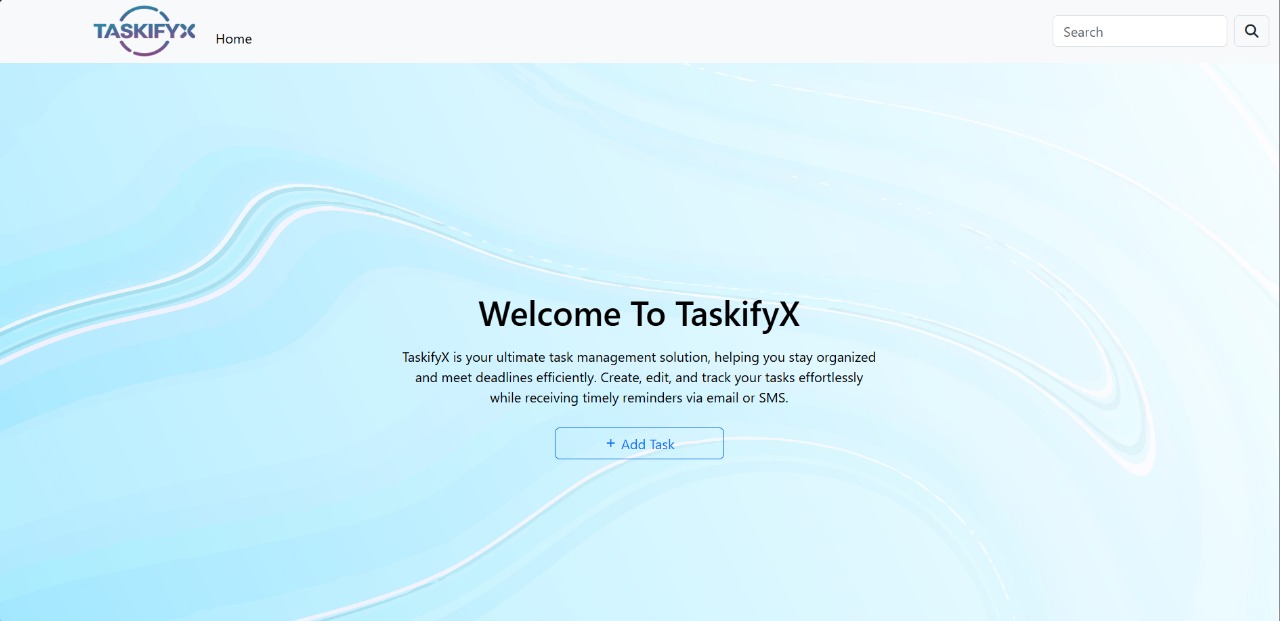 TASKIFYX
Home
Search
Welcome To TaskifyX
TaskifyX is your ultimate task management solution, helping you stay organized
and meet deadlines efficiently. Create, edit, and track your tasks effortlessly
while receiving timely reminders via email or SMS.
+ Add Task